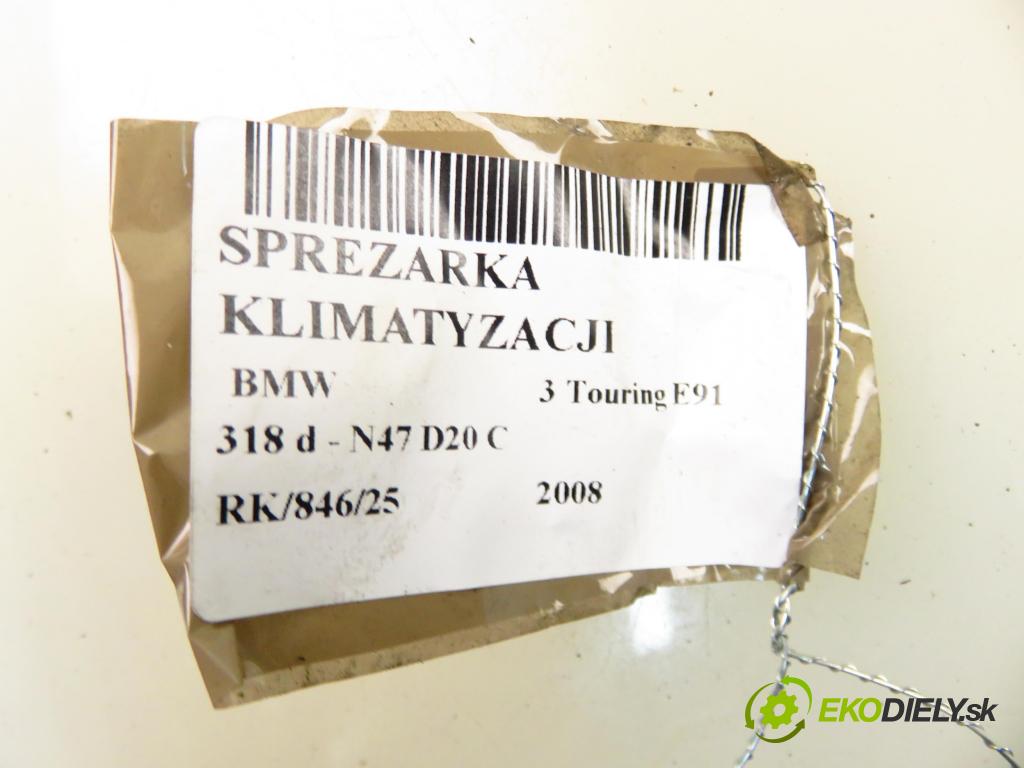 SPREZARKA
KLIMATYZACJI
BMW 3 Touring E91
318 d - N47 D20 C
RK/846/25 2008
EKODIELY.sk